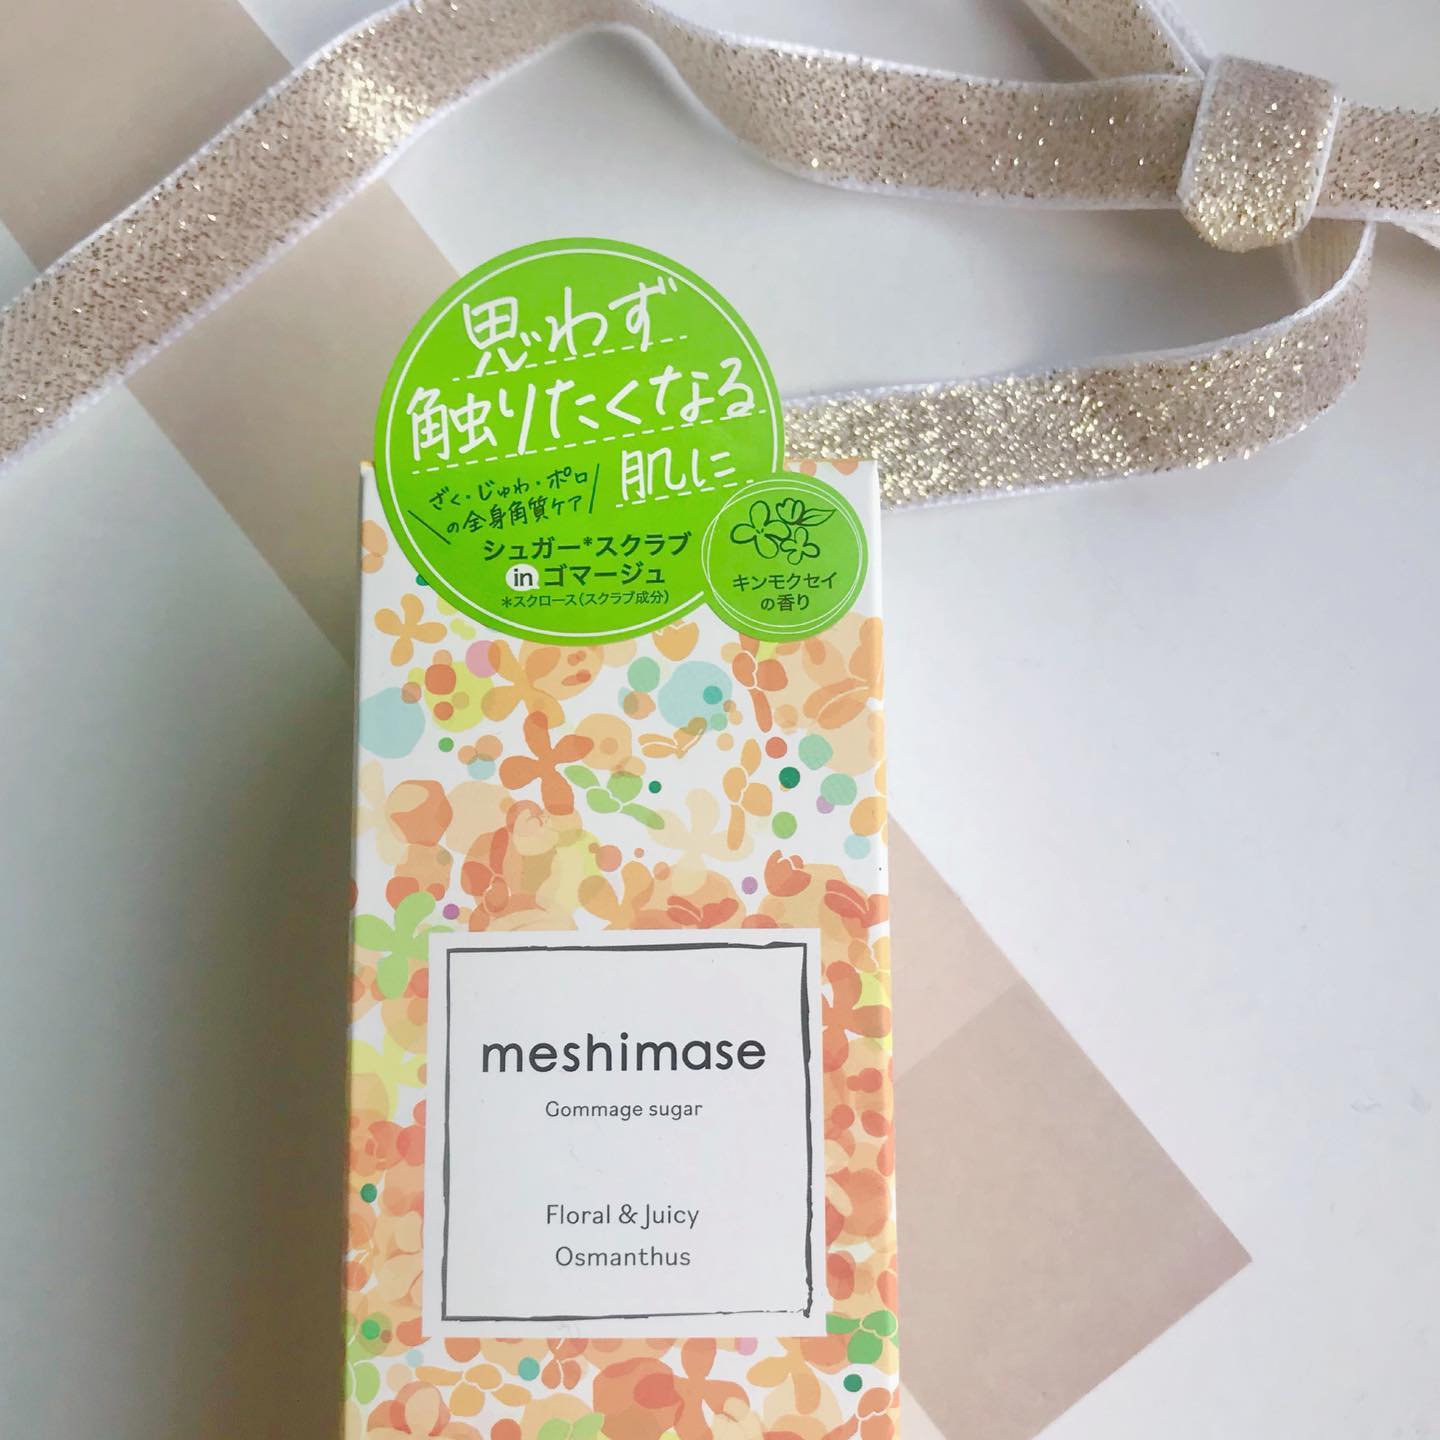 思わず
触りたくなる
肌に
ざく・じゅわ・ポロ
の全身角質ケア
シュガー*スクラブ
in ゴマージュ
*スクロース(スクラブ成分)
キンモクセイ
の香り
meshimase
Gommage sugar
Floral & Juicy
Osmanthus